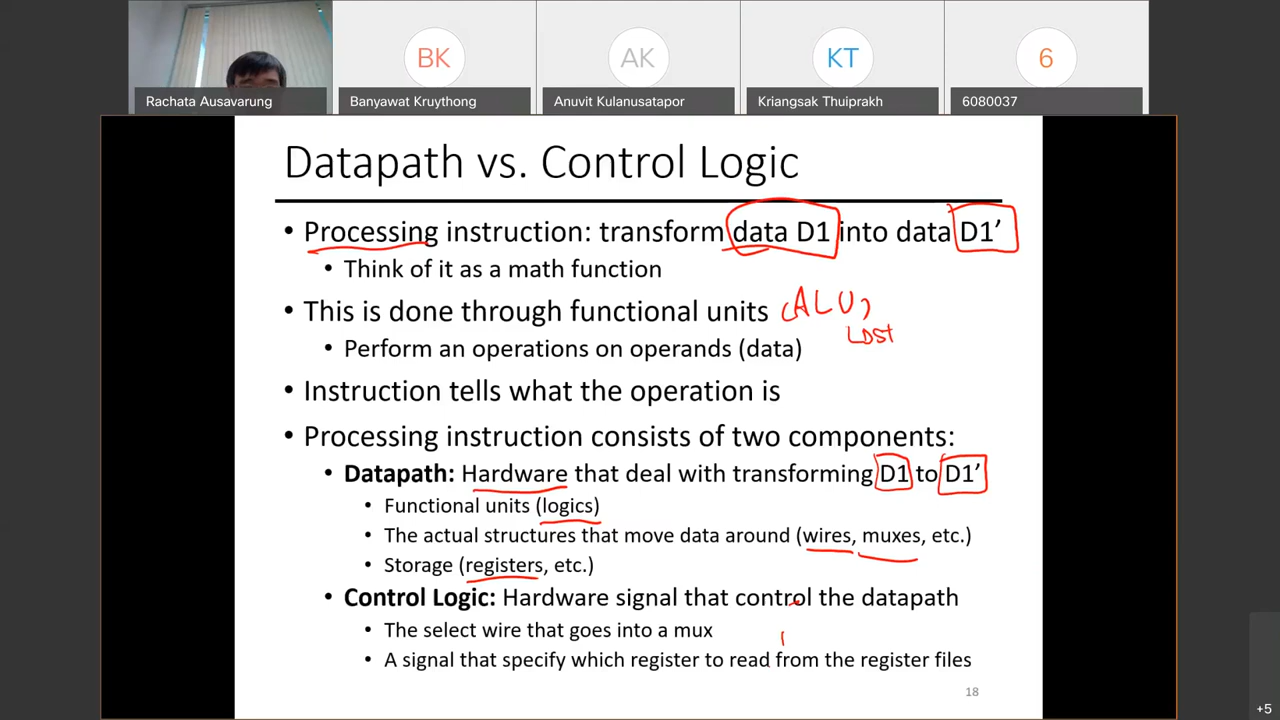 BK
AK
KT
6
Rachata Ausavarung
Banyawat Kruythong
Anuvit Kulanusatapor
Kriangsak Thuiprakh
6080037
Datapath vs. Control Logic
• Processing instruction: transform data D1 into data D1’
• Think of it as a math function
• This is done through functional units (ALU,
LDST
• Perform an operations on operands (data)
• Instruction tells what the operation is
• Processing instruction consists of two components:
• Datapath: Hardware that deal with transforming D1 to D1’
• Functional units (logics)
• The actual structures that move data around (wires, muxes, etc.)
• Storage (registers, etc.)
• Control Logic: Hardware signal that control the datapath
• The select wire that goes into a mux
• A signal that specify which register to read from the register files
18
+5